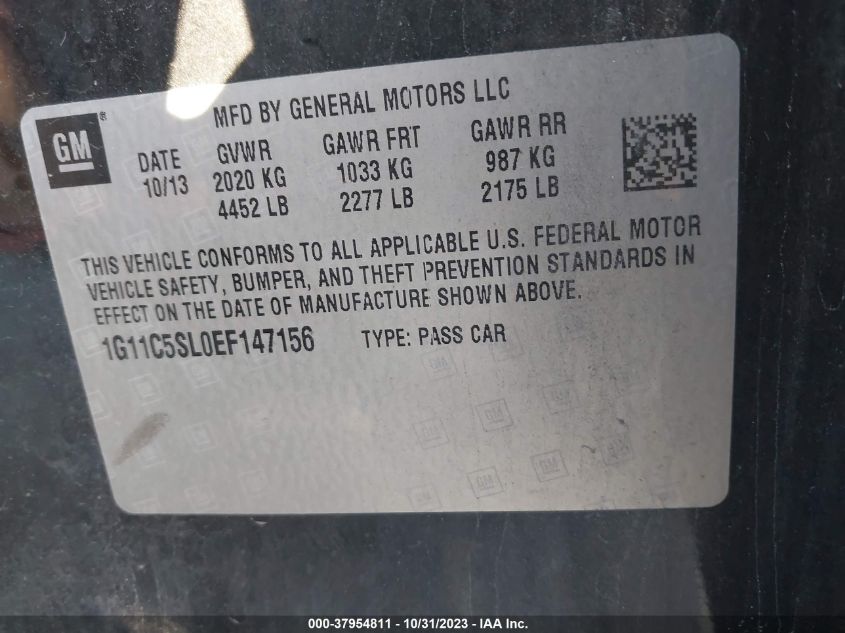 MFD BY GENERAL MOTORS LLC
GM ®
DATE GVWR GAWR FRT GAWR RR
10/13 2020 KG 1033 KG 987 KG
4452 LB 2277 LB 2175 LB
THIS VEHICLE CONFORMS TO ALL APPLICABLE U.S. FEDERAL MOTOR
VEHICLE SAFETY, BUMPER, AND THEFT PREVENTION STANDARDS IN
EFFECT ON THE DATE OF MANUFACTURE SHOWN ABOVE.
1G11C5SL0EF147156 TYPE: PASS CAR
000-37954811 - 10/31/2023 - IAA Inc.